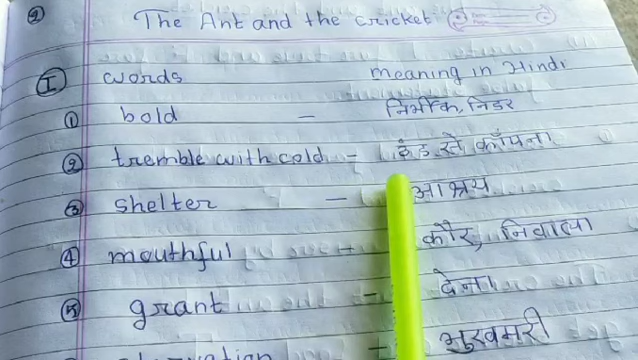 ② The Ant and the cricket
Ⅰ words meaning in Hindi
① bold - निर्भीक, निडर
② tremble with cold - ठंड से काँपना
③ shelter - आश्रय
④ mouthful - कौर, निवाला
⑤ grant - देना
भुखमरी